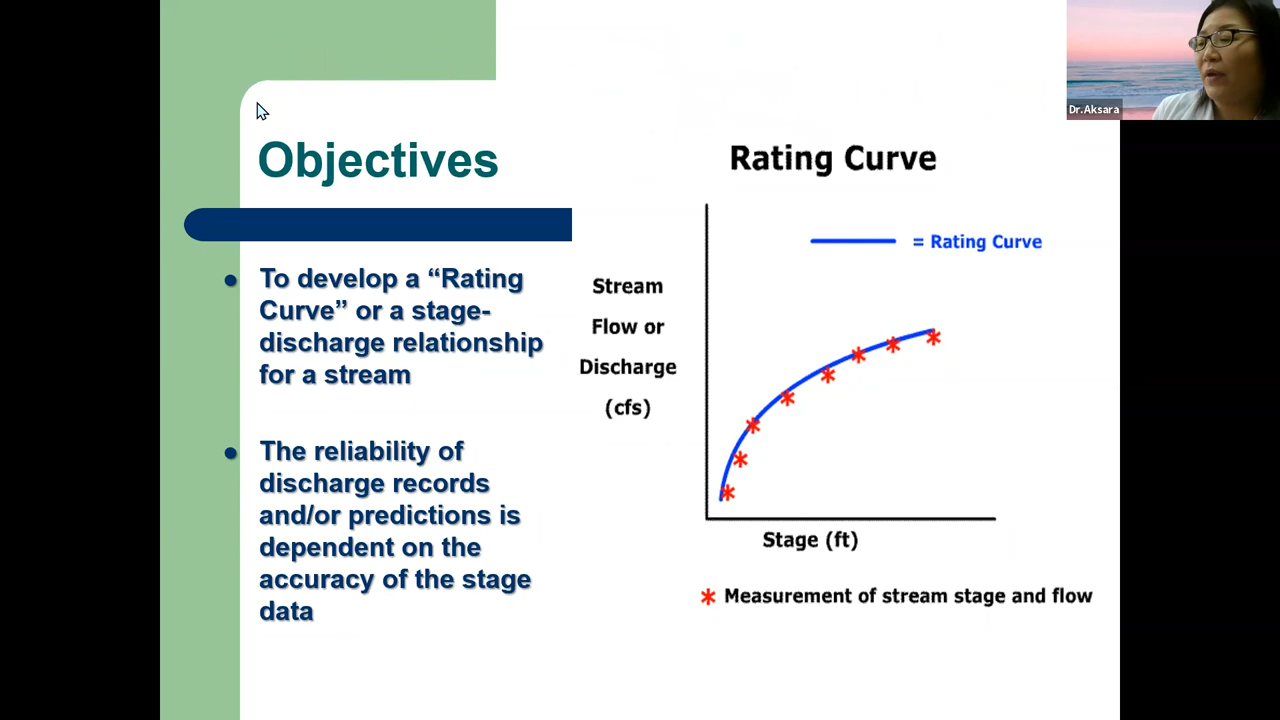 Objectives
To develop a “Rating
Curve” or a stage-
discharge relationship
for a stream
The reliability of
discharge records
and/or predictions is
dependent on the
accuracy of the stage
data
Rating Curve
= Rating Curve
Stream
Flow or
Discharge
(cfs)
Stage (ft)
Measurement of stream stage and flow
Dr.Aksara